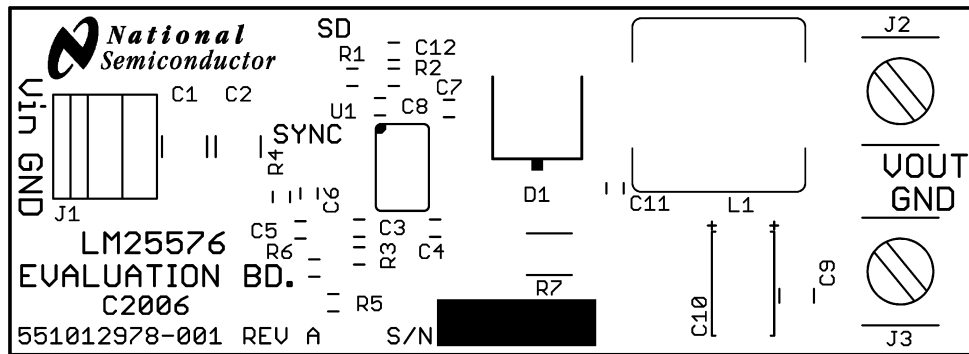 National
Semiconductor
SD
R1
C12
R2
C7
C8
U1
J2
C1
C2
Vin GND
SYNC
R4
VOUT
GND
J1
C6
D1
C11
L1
C5
C3
C4
LM25576
R6
R3
EVALUATION BD.
C9
R7
C2006
R5
C10
551012978-001 REV A
S/N
J3